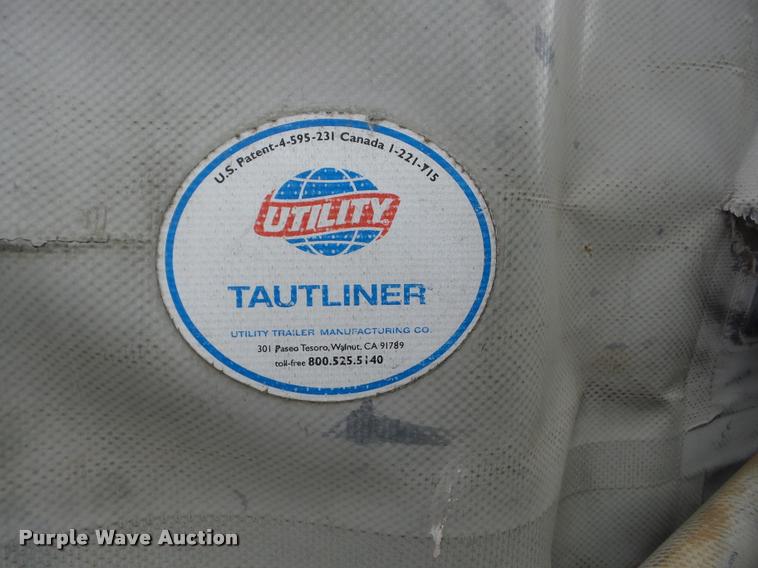 U.S. Patent-4-595-231 Canada 1-221-715
UTILITY
TAUTLINER
UTILITY TRAILER MANUFACTURING CO.
301 Paseo Tesoro, Walnut, CA 91789
toll-free 800.525.5140
Purple Wave Auction